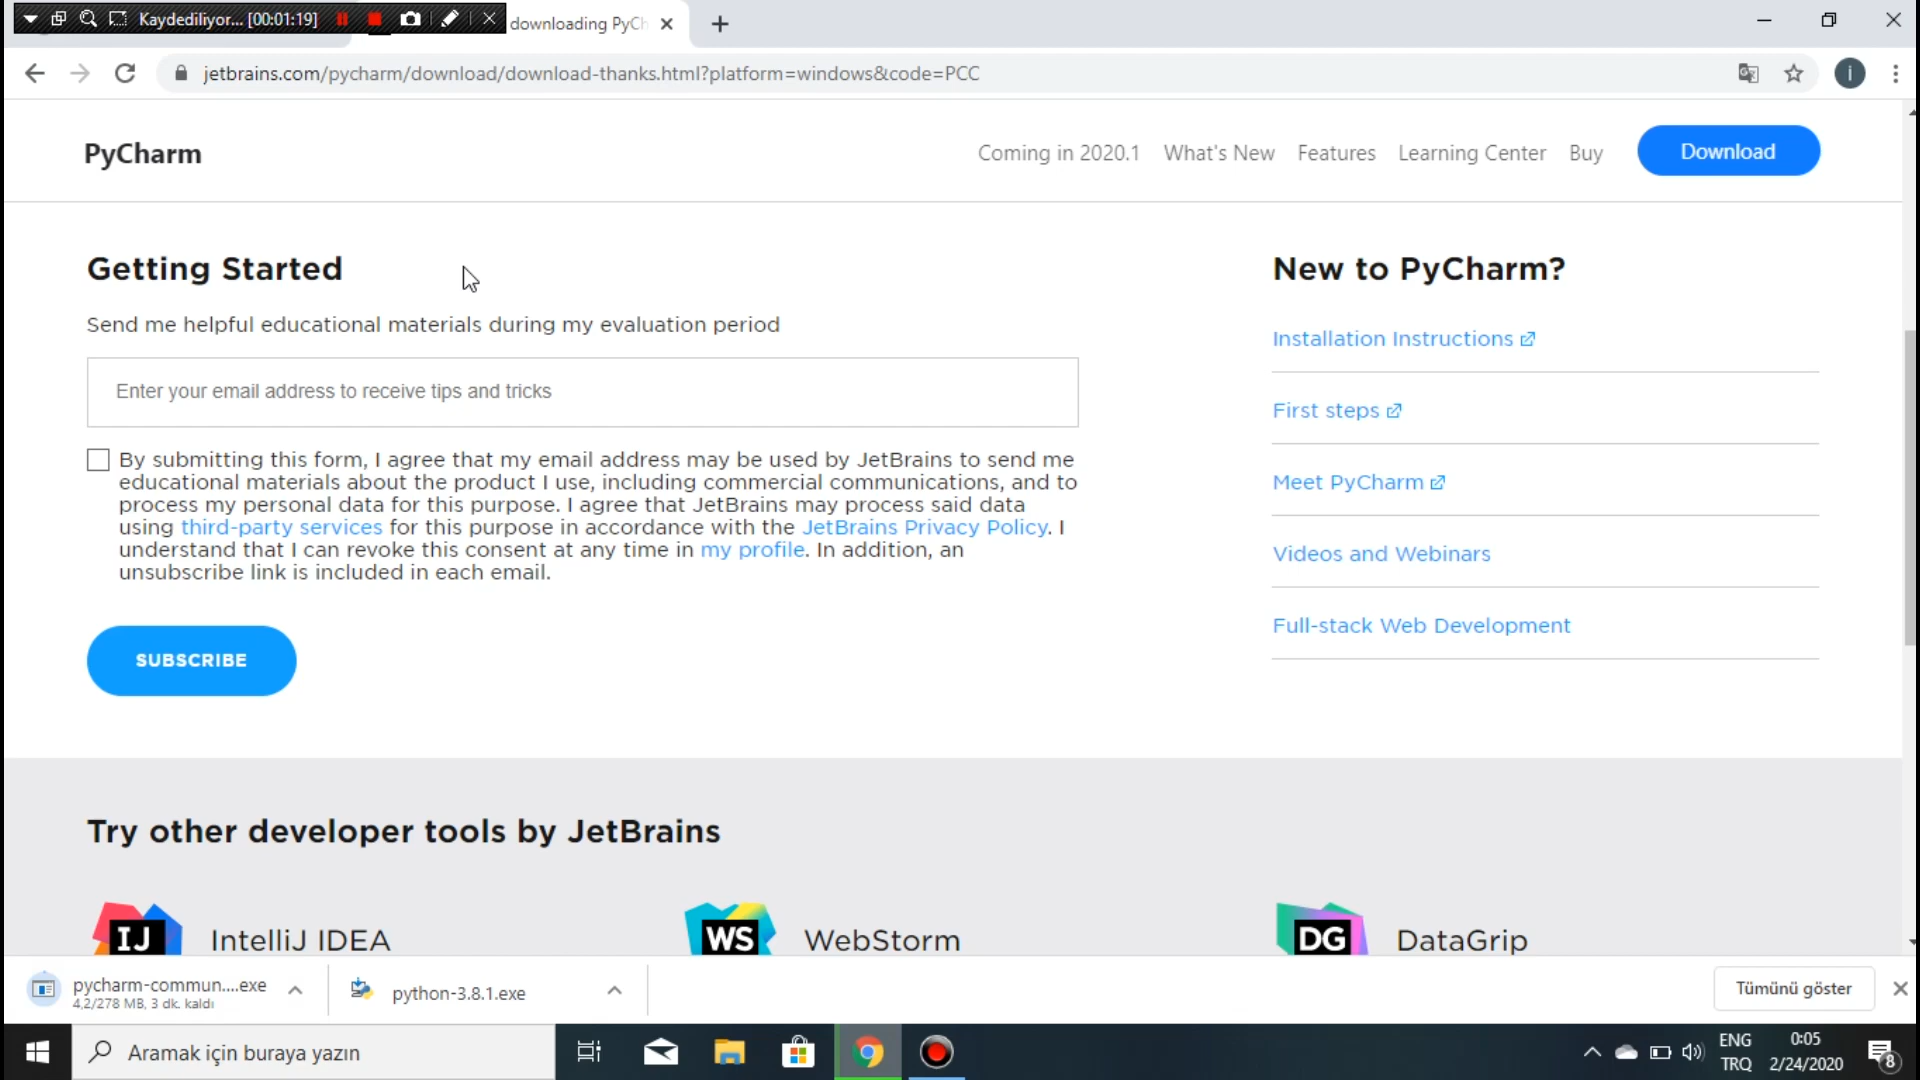 Kaydediliyor... [00:01:19]
downloading PyCh
jetbrains.com/pycharm/download/download-thanks.html?platform=windows&code=PCC
i
PyCharm
Coming in 2020.1 What's New Features Learning Center Buy Download
Getting Started
Send me helpful educational materials during my evaluation period
Enter your email address to receive tips and tricks
By submitting this form, I agree that my email address may be used by JetBrains to send me
educational materials about the product I use, including commercial communications, and to
process my personal data for this purpose. I agree that JetBrains may process said data
using third-party services for this purpose in accordance with the JetBrains Privacy Policy. I
understand that I can revoke this consent at any time in my profile. In addition, an
unsubscribe link is included in each email.
SUBSCRIBE
New to PyCharm?
Installation Instructions
First steps
Meet PyCharm
Videos and Webinars
Full-stack Web Development
Try other developer tools by JetBrains
IJ IntelliJ IDEA
WS WebStorm
DG DataGrip
pycharm-commun....exe
4,2/278 MB, 3 dk. kaldı
python-3.8.1.exe
Tümünü göster
Aramak için buraya yazın
ENG
TRQ
0:05
2/24/2020
8